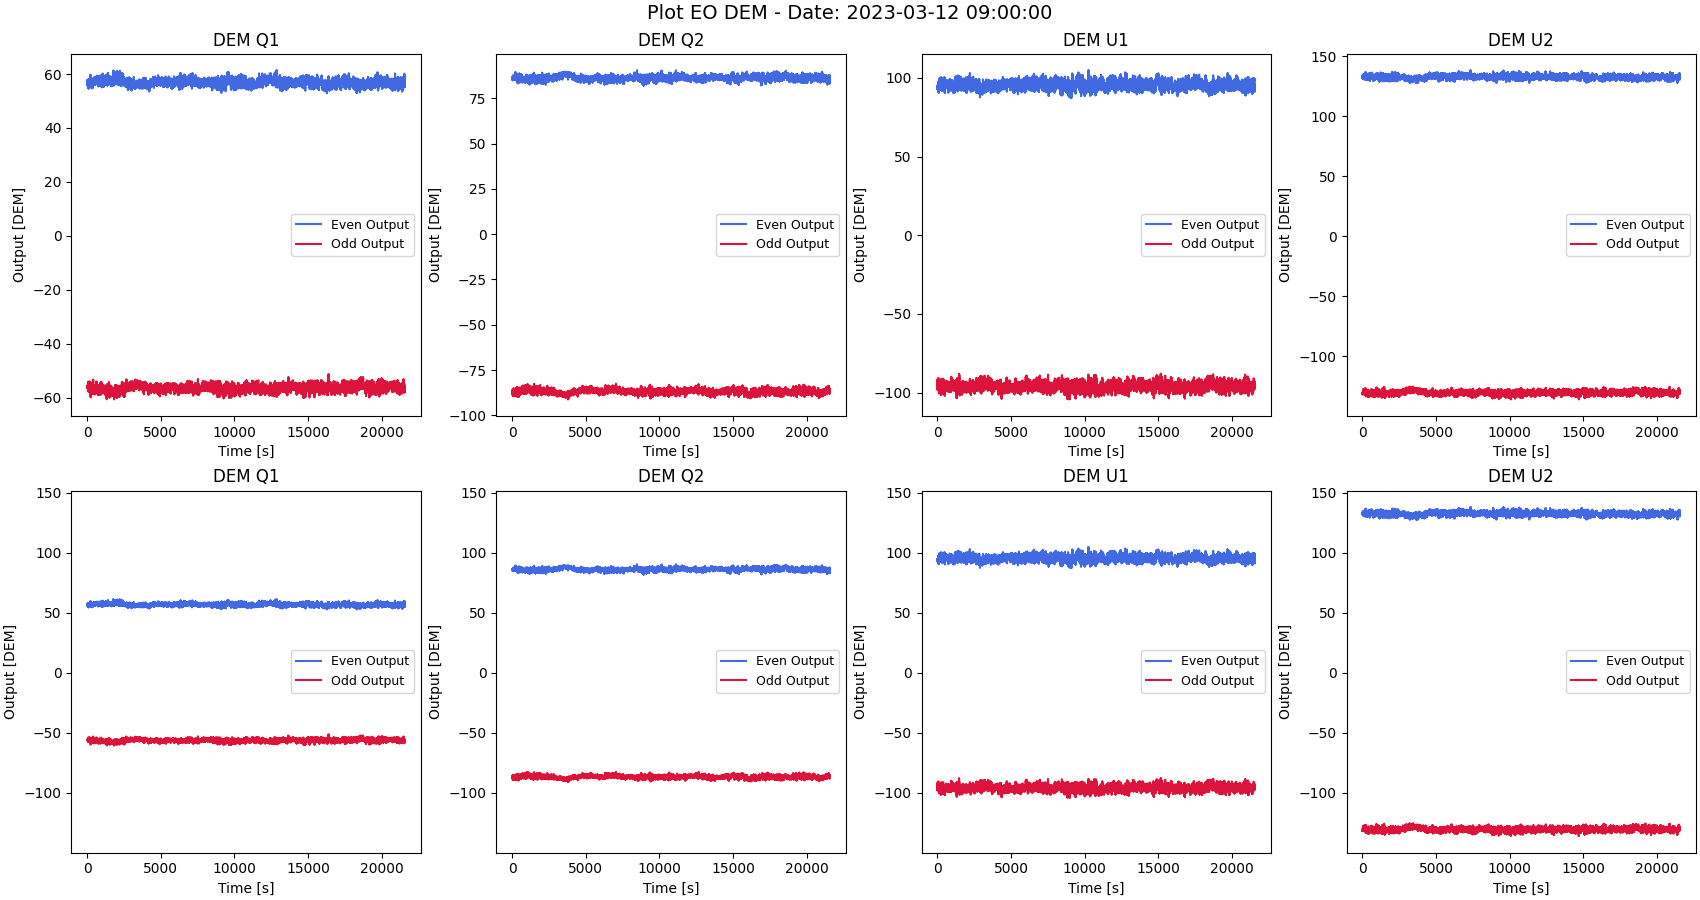 Plot EO DEM - Date: 2023-03-12 09:00:00
DEM Q1
60
40
20
0
−20
−40
−60
Output [DEM]
Even Output
Odd Output
0 5000 10000 15000 20000
Time [s]
DEM Q2
75
50
25
0
−25
−50
−75
−100
Output [DEM]
Even Output
Odd Output
0 5000 10000 15000 20000
Time [s]
DEM U1
100
50
0
−50
−100
Output [DEM]
Even Output
Odd Output
0 5000 10000 15000 20000
Time [s]
DEM U2
150
100
50
0
−50
−100
Output [DEM]
Even Output
Odd Output
0 5000 10000 15000 20000
Time [s]
DEM Q1
150
100
50
0
−50
−100
Output [DEM]
Even Output
Odd Output
0 5000 10000 15000 20000
Time [s]
DEM Q2
150
100
50
0
−50
−100
Output [DEM]
Even Output
Odd Output
0 5000 10000 15000 20000
Time [s]
DEM U1
150
100
50
0
−50
−100
Output [DEM]
Even Output
Odd Output
0 5000 10000 15000 20000
Time [s]
DEM U2
150
100
50
0
−50
−100
Output [DEM]
Even Output
Odd Output
0 5000 10000 15000 20000
Time [s]